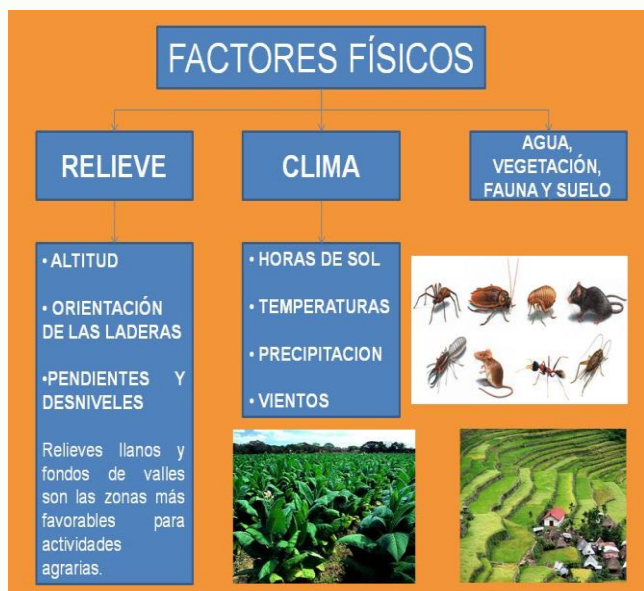 FACTORES FÍSICOS
RELIEVE
CLIMA
AGUA,
VEGETACIÓN,
FAUNA Y SUELO
• ALTITUD
• ORIENTACIÓN
DE LAS LADERAS
•PENDIENTES Y
DESNIVELES
Relieves llanos y
fondos de valles
son las zonas más
favorables para
actividades
agrarias.
• HORAS DE SOL
• TEMPERATURAS
• PRECIPITACION
• VIENTOS